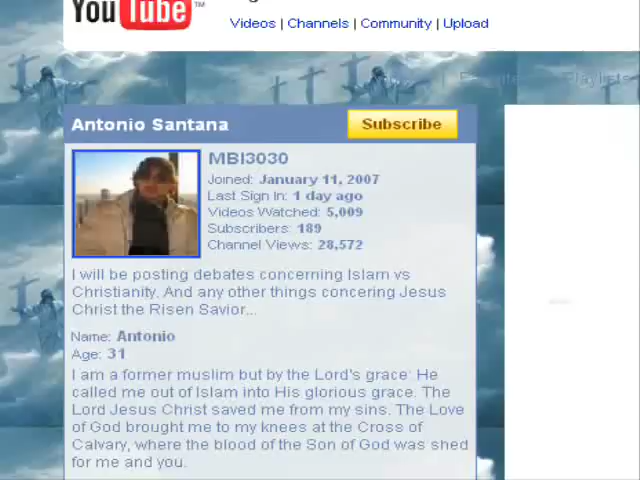 YouTube™
Videos | Channels | Community | Upload
Playlists
Antonio Santana
Subscribe
MBI3030
Joined: January 11, 2007
Last Sign In: 1 day ago
Videos Watched: 5,009
Subscribers: 189
Channel Views: 28,572
I will be posting debates concerning Islam vs
Christianity. And any other things concering Jesus
Christ the Risen Savior...
Name: Antonio
Age: 31
I am a former muslim but by the Lord's grace: He
called me out of Islam into His glorious grace. The
Lord Jesus Christ saved me from my sins. The Love
of God brought me to my knees at the Cross of
Calvary, where the blood of the Son of God was shed
for me and you.